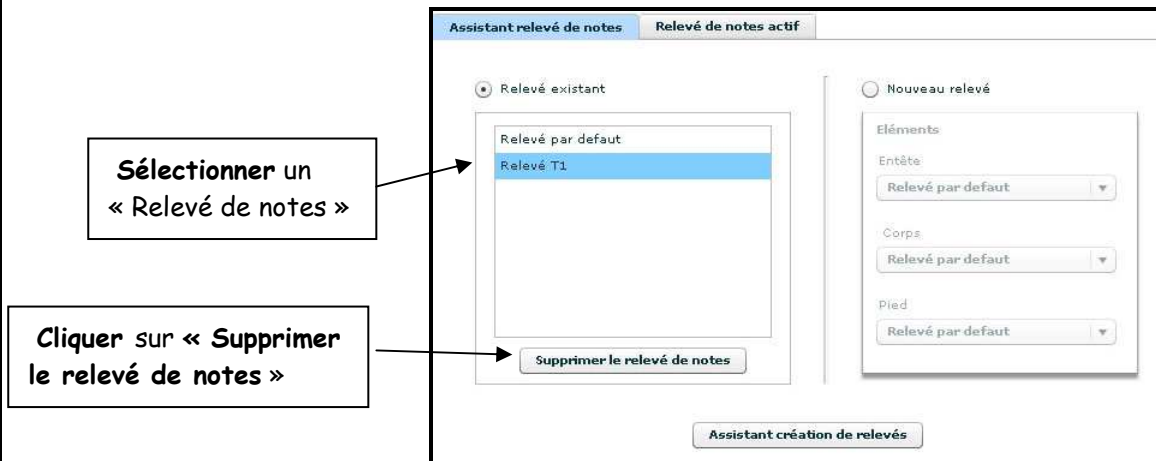 Assistant relevé de notes
Relevé de notes actif
Relevé existant
Relevé par defaut
Relevé T1
Supprimer le relevé de notes
Nouveau relevé
Eléments
Entête
Relevé par defaut
Corps
Relevé par defaut
Pied
Relevé par defaut
Assistant création de relevés
Sélectionner un
« Relevé de notes »
Cliquer sur « Supprimer
le relevé de notes »